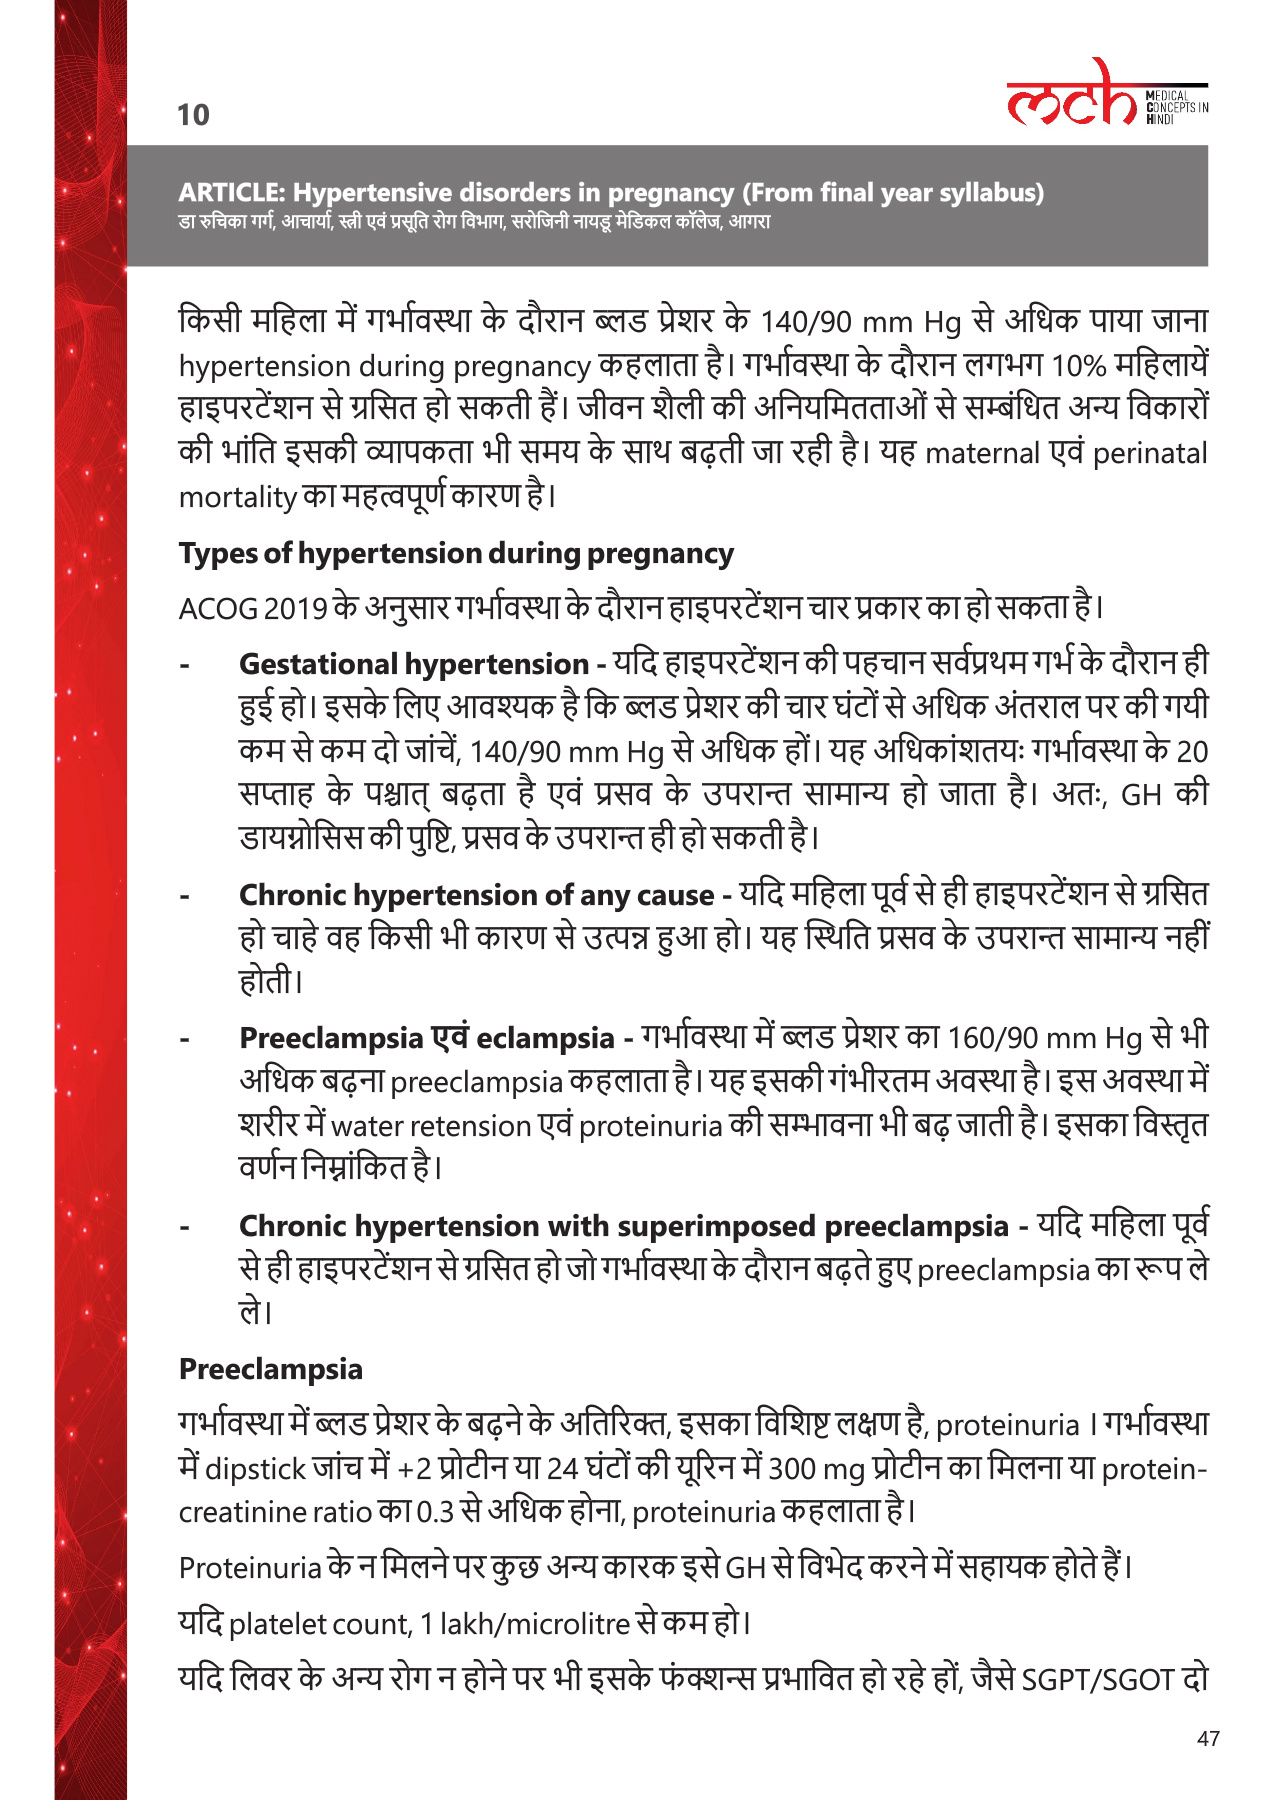 10
mch
MEDICAL
CONCEPTS IN
HINDI
ARTICLE: Hypertensive disorders in pregnancy (From final year syllabus)
डा रुचिका गर्ग, आचार्या, स्त्री एवं प्रसूति रोग विभाग, सरोजिनी नायडू मेडिकल कॉलेज, आगरा
किसी महिला में गर्भावस्था के दौरान ब्लड प्रेशर के 140/90 mm Hg से अधिक पाया जाना
hypertension during pregnancy कहलाता है। गर्भावस्था के दौरान लगभग 10% महिलायें
हाइपरटेंशन से ग्रसित हो सकती हैं। जीवन शैली की अनियमितताओं से सम्बंधित अन्य विकारों
की भांति इसकी व्यापकता भी समय के साथ बढ़ती जा रही है। यह maternal एवं perinatal
mortality का महत्वपूर्ण कारण है।
Types of hypertension during pregnancy
ACOG 2019 के अनुसार गर्भावस्था के दौरान हाइपरटेंशन चार प्रकार का हो सकता है।
- Gestational hypertension - यदि हाइपरटेंशन की पहचान सर्वप्रथम गर्भ के दौरान ही
हुई हो। इसके लिए आवश्यक है कि ब्लड प्रेशर की चार घंटों से अधिक अंतराल पर की गयी
कम से कम दो जांचें, 140/90 mm Hg से अधिक हों। यह अधिकांशतयः गर्भावस्था के 20
सप्ताह के पश्चात् बढ़ता है एवं प्रसव के उपरान्त सामान्य हो जाता है। अतः, GH की
डायग्नोसिस की पुष्टि, प्रसव के उपरान्त ही हो सकती है।
- Chronic hypertension of any cause - यदि महिला पूर्व से ही हाइपरटेंशन से ग्रसित
हो चाहे वह किसी भी कारण से उत्पन्न हुआ हो। यह स्थिति प्रसव के उपरान्त सामान्य नहीं
होती।
- Preeclampsia एवं eclampsia - गर्भावस्था में ब्लड प्रेशर का 160/90 mm Hg से भी
अधिक बढ़ना preeclampsia कहलाता है। यह इसकी गंभीरतम अवस्था है। इस अवस्था में
शरीर में water retension एवं proteinuria की सम्भावना भी बढ़ जाती है। इसका विस्तृत
वर्णन निम्नांकित है।
- Chronic hypertension with superimposed preeclampsia - यदि महिला पूर्व
से ही हाइपरटेंशन से ग्रसित हो जो गर्भावस्था के दौरान बढ़ते हुए preeclampsia का रूप ले
ले।
Preeclampsia
गर्भावस्था में ब्लड प्रेशर के बढ़ने के अतिरिक्त, इसका विशिष्ट लक्षण है, proteinuria । गर्भावस्था
में dipstick जांच में +2 प्रोटीन या 24 घंटों की यूरिन में 300 mg प्रोटीन का मिलना या protein-
creatinine ratio का 0.3 से अधिक होना, proteinuria कहलाता है।
Proteinuria के न मिलने पर कुछ अन्य कारक इसे GH से विभेद करने में सहायक होते हैं।
यदि platelet count, 1 lakh/microlitre से कम हो।
यदि लिवर के अन्य रोग न होने पर भी इसके फंक्शन्स प्रभावित हो रहे हों, जैसे SGPT/SGOT दो
47